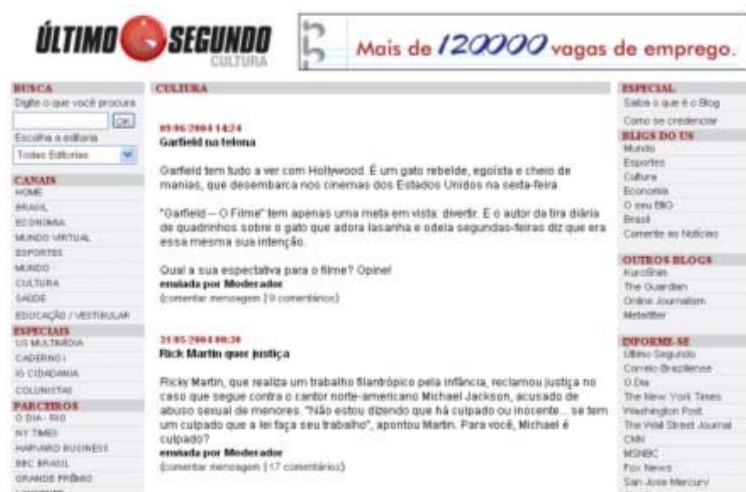 ÚLTIMO SEGUNDO
CULTURA
Mais de 120000 vagas de emprego.
BUSCA
Digite o que você procura
OK
Escolha a editoria
Todas Editorias
CANAIS
HOME
BRASIL
ECONOMIA
MUNDO VIRTUAL
ESPORTES
MUNDO
CULTURA
SAÚDE
EDUCAÇÃO / VESTIBULAR
ESPECIAIS
US MULTIMÍDIA
CADERNO i
IG CIDADANIA
COLUNISTAS
PARCEIROS
O DIA - RIO
NY TIMES
HARVARD BUSINESS
BBC BRASIL
GRANDE PRÊMIO
CULTURA
09/06/2004 14:24
Garfield na telona
Garfield tem tudo a ver com Hollywood. É um gato rebelde, egoísta e cheio de
manias, que desembarca nos cinemas dos Estados Unidos na sexta-feira.
"Garfield -- O Filme" tem apenas uma meta em vista: divertir. E o autor da tira diária
de quadrinhos sobre o gato que adora lasanha e odeia segundas-feiras diz que era
essa mesma sua intenção.
Qual a sua espectativa para o filme? Opine!
enviada por Moderador
(comentar mensagem | 9 comentários)
31/05/2004 00:30
Rick Martin quer justiça
Ricky Martin, que realiza um trabalho filantrópico pela infância, reclamou justiça no
caso que segue contra o cantor norte-americano Michael Jackson, acusado de
abuso sexual de menores. "Não estou dizendo que há culpado ou inocente... se tem
um culpado que a lei faça seu trabalho", apontou Martin. Para você, Michael é
culpado?
enviada por Moderador
(comentar mensagem | 17 comentários)
ESPECIAL
Saiba o que é o Blog
Como se credenciar
BLIGS DO US
Mundo
Esportes
Cultura
Economia
O seu BliG
Brasil
Comente as Notícias
OUTROS BLOGS
Kuro5hin
The Guardian
Online Journalism
Metafilter
INFORME-SE
Último Segundo
Correio Braziliense
O Dia
The New York Times
Washington Post
The Wall Street Journal
CNN
MSNBC
Fox News
San Jose Mercury